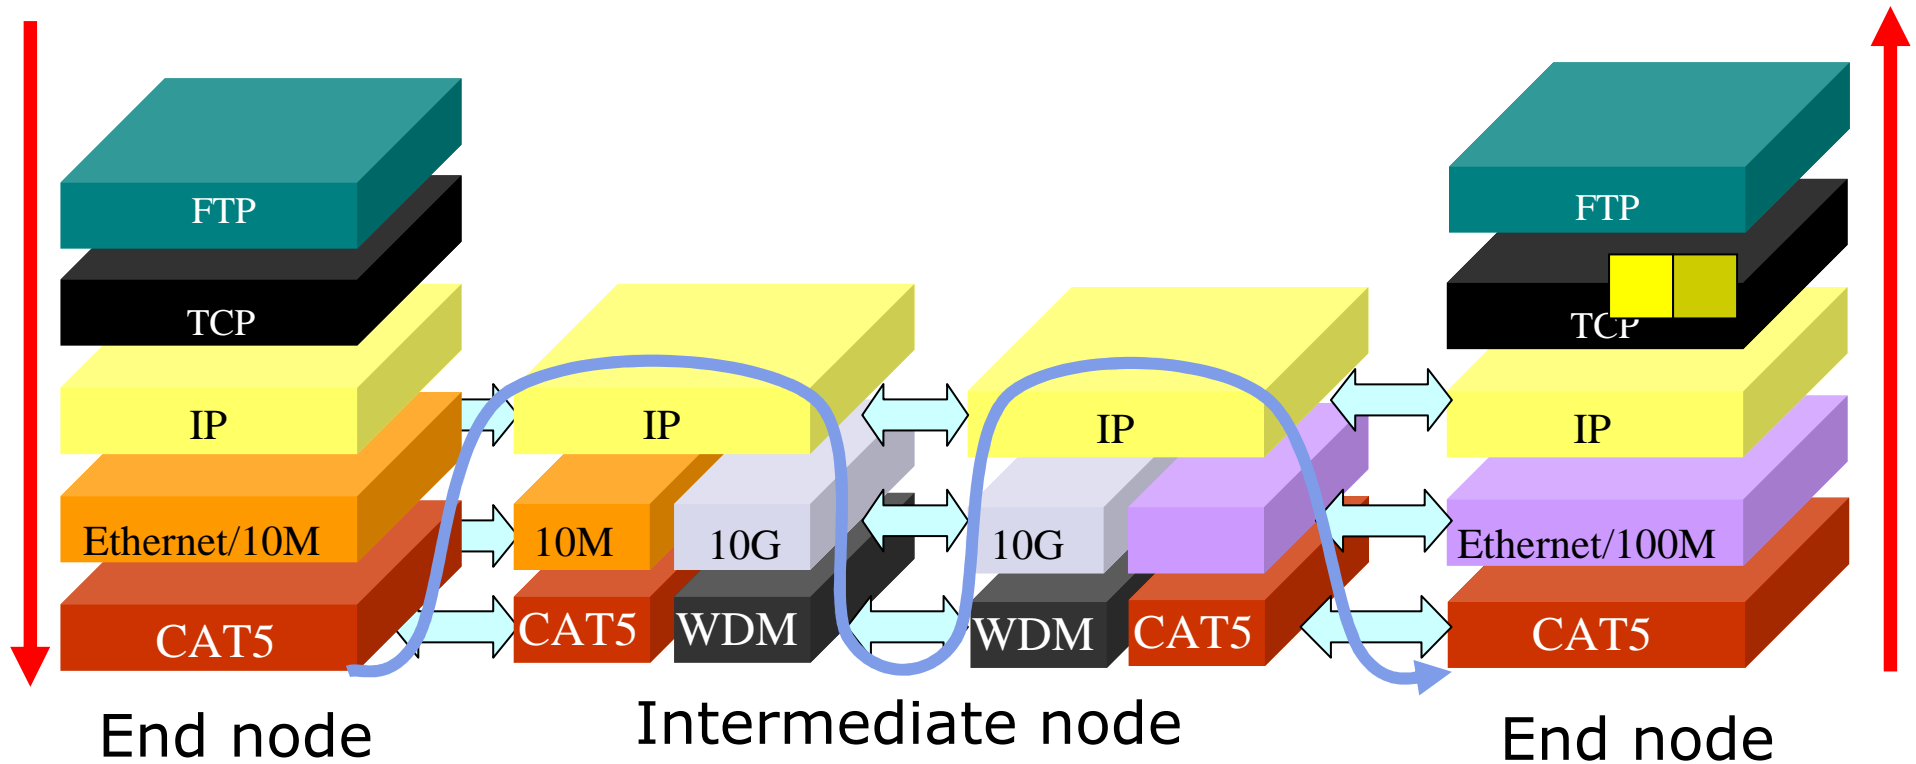 FTP
TCP
IP
Ethernet/10M
CAT5
IP
10M
10G
CAT5
WDM
IP
10G
WDM
CAT5
FTP
TCP
IP
Ethernet/100M
CAT5
End node
Intermediate node
End node